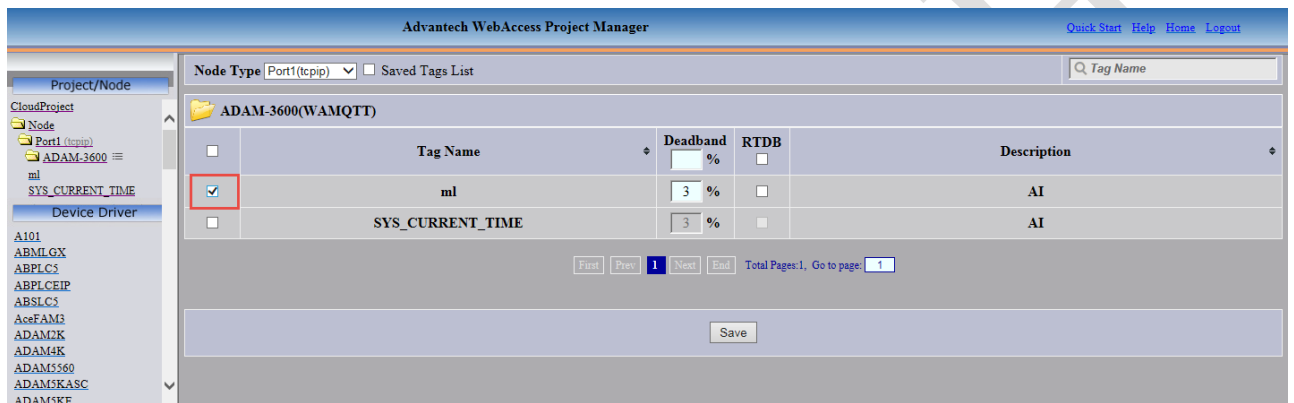 Advantech WebAccess Project Manager
Quick Start Help Home Logout
Project/Node
CloudProject
Node
Port1 (tcpip)
ADAM-3600
ml
SYS_CURRENT_TIME
Device Driver
A101
ABMLGX
ABPLC5
ABPLCEIP
ABSLC5
AceFAM3
ADAM2K
ADAM4K
ADAM5560
ADAM5KASC
ADAM5KE
Node Type Port1(tcpip) Saved Tags List
Tag Name
ADAM-3600(WAMQTT)
Tag Name Deadband % RTDB Description
ml 3 % AI
SYS_CURRENT_TIME 3 % AI
First Prev 1 Next End Total Pages:1, Go to page: 1
Save